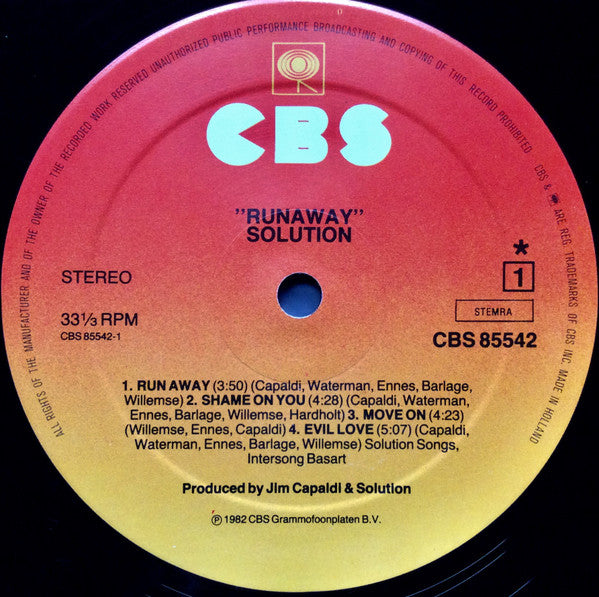 ALL RIGHTS OF THE MANUFACTURER AND OF THE OWNER OF THE RECORDED WORK RESERVED UNAUTHORIZED PUBLIC PERFORMANCE BROADCASTING AND COPYING OF THIS RECORD PROHIBITED CBS & ARE REG. TRADEMARKS OF CBS INC. MADE IN HOLLAND
CBS
"RUNAWAY"
SOLUTION
*
STEREO
1
33⅓ RPM
STEMRA
CBS 85542-1
CBS 85542
1. RUN AWAY (3:50) (Capaldi, Waterman, Ennes, Barlage,
Willemse) 2. SHAME ON YOU (4:28) (Capaldi, Waterman,
Ennes, Barlage, Willemse, Hardholt) 3. MOVE ON (4:23)
(Willemse, Ennes, Capaldi) 4. EVIL LOVE (5:07) (Capaldi,
Waterman, Ennes, Barlage, Willemse) Solution Songs,
Intersong Basart
Produced by Jim Capaldi & Solution
℗ 1982 CBS Grammofoonplaten B.V.